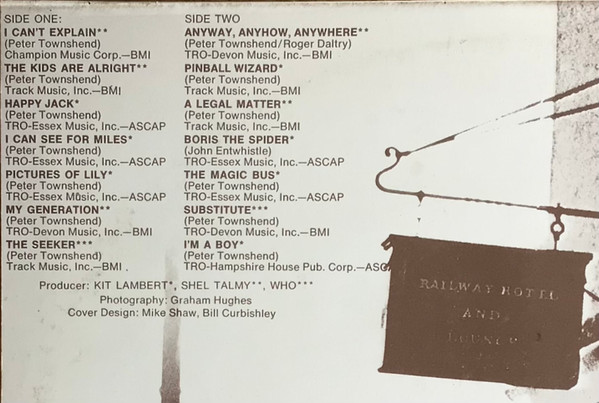 SIDE ONE:
I CAN'T EXPLAIN**
(Peter Townshend)
Champion Music Corp.—BMI
THE KIDS ARE ALRIGHT**
(Peter Townshend)
Track Music, Inc.—BMI
HAPPY JACK*
(Peter Townshend)
TRO-Essex Music, Inc.—ASCAP
I CAN SEE FOR MILES*
(Peter Townshend)
TRO-Essex Music, Inc.—ASCAP
PICTURES OF LILY*
(Peter Townshend)
TRO-Essex Music, Inc.—ASCAP
MY GENERATION**
(Peter Townshend)
TRO-Devon Music, Inc.—BMI
THE SEEKER***
(Peter Townshend)
Track Music, Inc.—BMI
SIDE TWO
ANYWAY, ANYHOW, ANYWHERE**
(Peter Townshend/Roger Daltry)
TRO-Devon Music, Inc.—BMI
PINBALL WIZARD*
(Peter Townshend)
Track Music, Inc.—BMI
A LEGAL MATTER**
(Peter Townshend)
Track Music, Inc.—BMI
BORIS THE SPIDER*
(John Entwhistle)
TRO-Essex Music, Inc.—ASCAP
THE MAGIC BUS*
(Peter Townshend)
TRO-Essex Music, Inc.—ASCAP
SUBSTITUTE***
(Peter Townshend)
TRO-Devon Music, Inc.—BMI
I'M A BOY*
(Peter Townshend)
TRO-Hampshire House Pub. Corp.—ASCA
Producer: KIT LAMBERT*, SHEL TALMY**, WHO***
Photography: Graham Hughes
Cover Design: Mike Shaw, Bill Curbishley
RAILWAY HOTEL
AND
LOUNGE